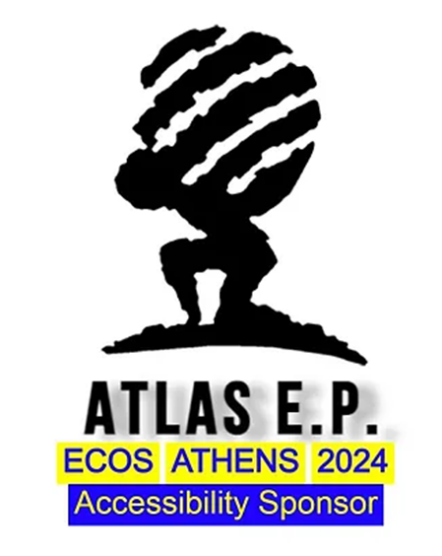 ATLAS E.P.
ECOS ATHENS 2024
Accessibility Sponsor